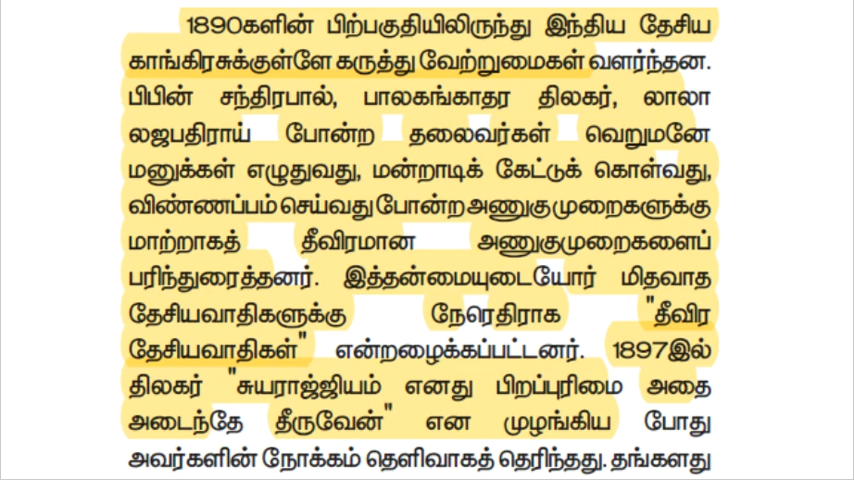 1890களின் பிற்பகுதியிலிருந்து இந்திய தேசிய
காங்கிரசுக்குள்ளே கருத்து வேற்றுமைகள் வளர்ந்தன.
பிபின் சந்திரபால், பாலகங்காதர திலகர், லாலா
லஜபதிராய் போன்ற தலைவர்கள் வெறுமனே
மனுக்கள் எழுதுவது, மன்றாடிக் கேட்டுக் கொள்வது,
விண்ணப்பம் செய்வது போன்ற அணுகு முறைகளுக்கு
மாற்றாகத் தீவிரமான அணுகுமுறைகளைப்
பரிந்துரைத்தனர். இத்தன்மையுடையோர் மிதவாத
தேசியவாதிகளுக்கு நேரெதிராக "தீவிர
தேசியவாதிகள்" என்றழைக்கப்பட்டனர். 1897இல்
திலகர் "சுயராஜ்ஜியம் எனது பிறப்புரிமை அதை
அடைந்தே தீருவேன்" என முழங்கிய போது
அவர்களின் நோக்கம் தெளிவாகத் தெரிந்தது. தங்களது